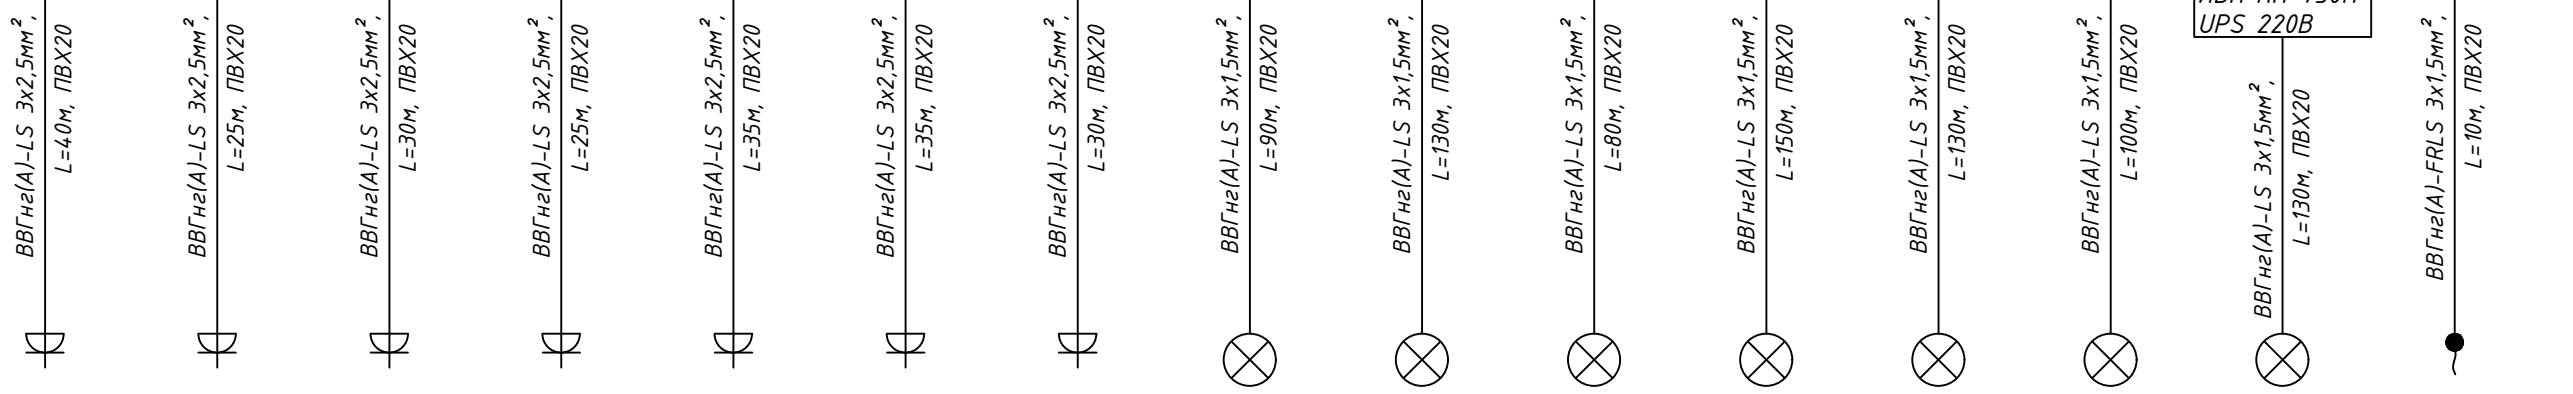 ВВГнг(А)-LS 3х2,5мм²,
L=40м, ПВХ20
ВВГнг(А)-LS 3х2,5мм²,
L=25м, ПВХ20
ВВГнг(А)-LS 3х2,5мм²,
L=30м, ПВХ20
ВВГнг(А)-LS 3х2,5мм²,
L=25м, ПВХ20
ВВГнг(А)-LS 3х2,5мм²,
L=35м, ПВХ20
ВВГнг(А)-LS 3х2,5мм²,
L=35м, ПВХ20
ВВГнг(А)-LS 3х2,5мм²,
L=30м, ПВХ20
ВВГнг(А)-LS 3х1,5мм²,
L=90м, ПВХ20
ВВГнг(А)-LS 3х1,5мм²,
L=130м, ПВХ20
ВВГнг(А)-LS 3х1,5мм²,
L=80м, ПВХ20
ВВГнг(А)-LS 3х1,5мм²,
L=150м, ПВХ20
ВВГнг(А)-LS 3х1,5мм²,
L=130м, ПВХ20
ВВГнг(А)-LS 3х1,5мм²,
L=100м, ПВХ20
UPS 220В
ВВГнг(А)-LS 3х1,5мм²,
L=130м, ПВХ20
ВВГнг(А)-FRLS 3х1,5мм²,
L=10м, ПВХ20